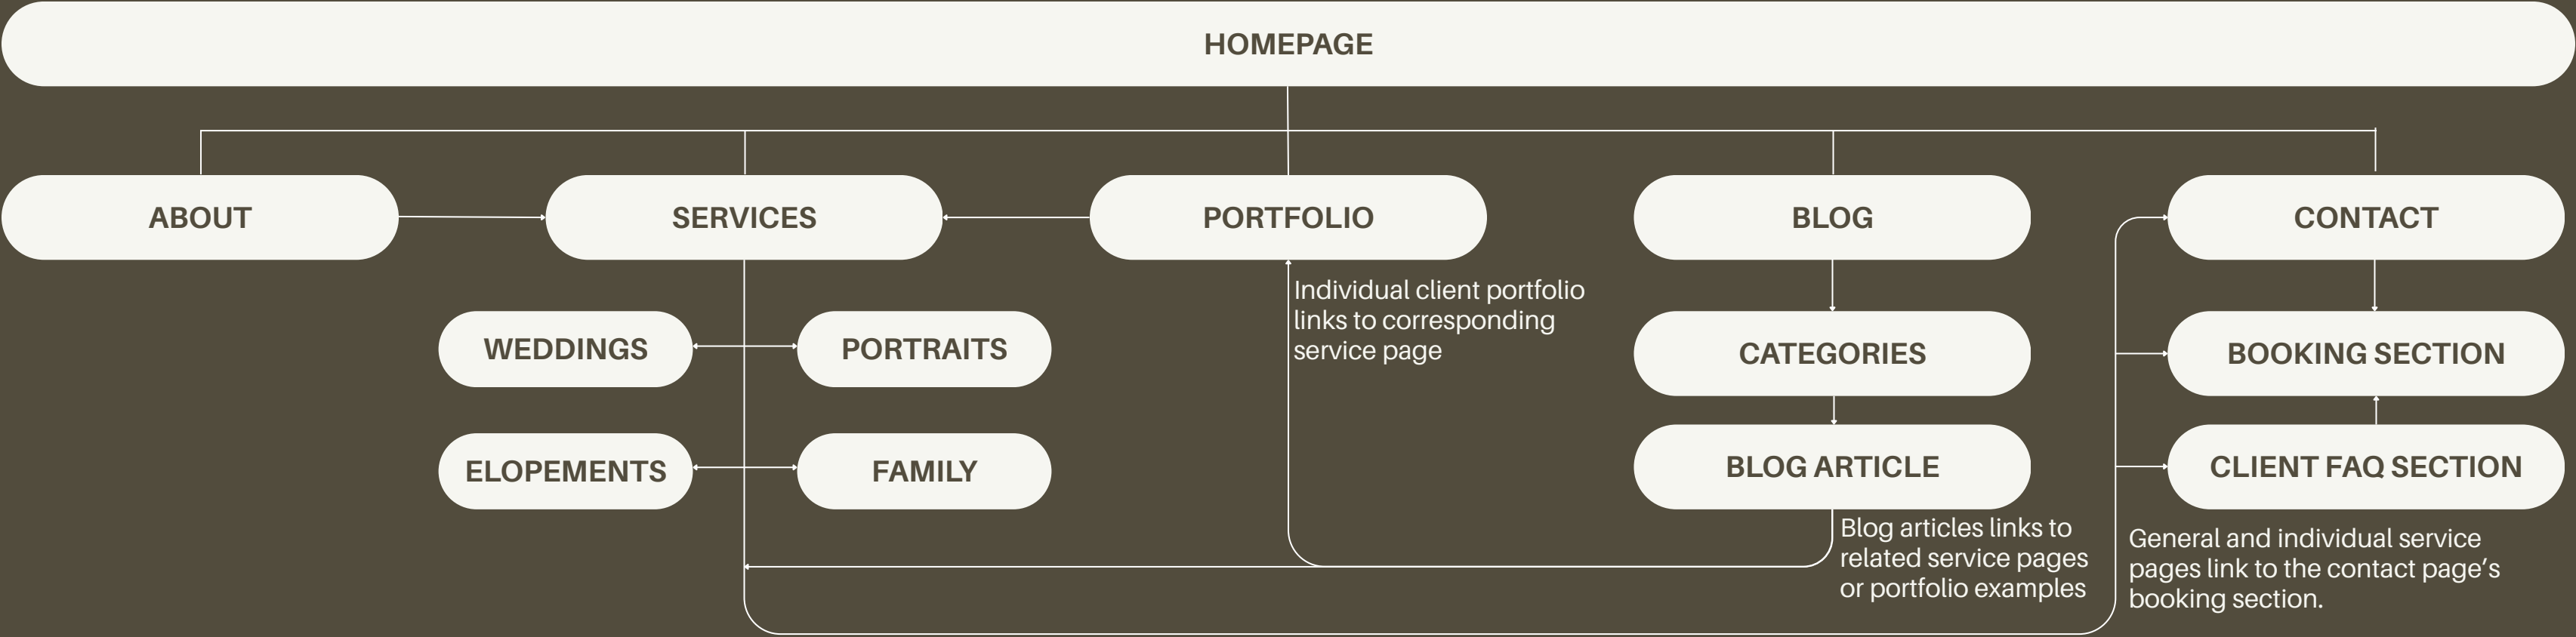 HOMEPAGE
ABOUT
SERVICES
PORTFOLIO
BLOG
CONTACT
Individual client portfolio
links to corresponding
service page
WEDDINGS
PORTRAITS
CATEGORIES
BOOKING SECTION
ELOPEMENTS
FAMILY
BLOG ARTICLE
CLIENT FAQ SECTION
Blog articles links to
related service pages
or portfolio examples
General and individual service
pages link to the contact page’s
booking section.